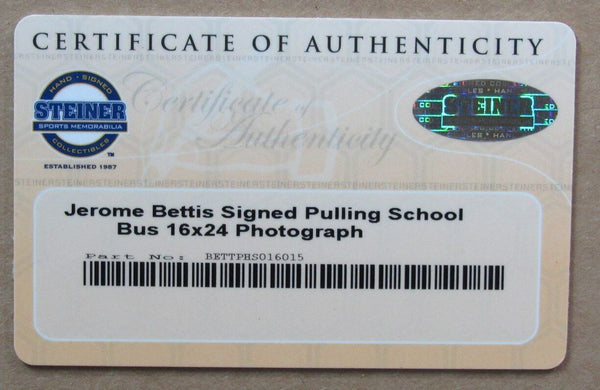 CERTIFICATE OF AUTHENTICITY
HAND · SIGNED
STEINER
SPORTS MEMORABILIA
COLLECTIBLES
TM
ESTABLISHED 1987
Certificate of
Authenticity
STEINER
Jerome Bettis Signed Pulling School
Bus 16x24 Photograph
Part No: BETTPHS016015